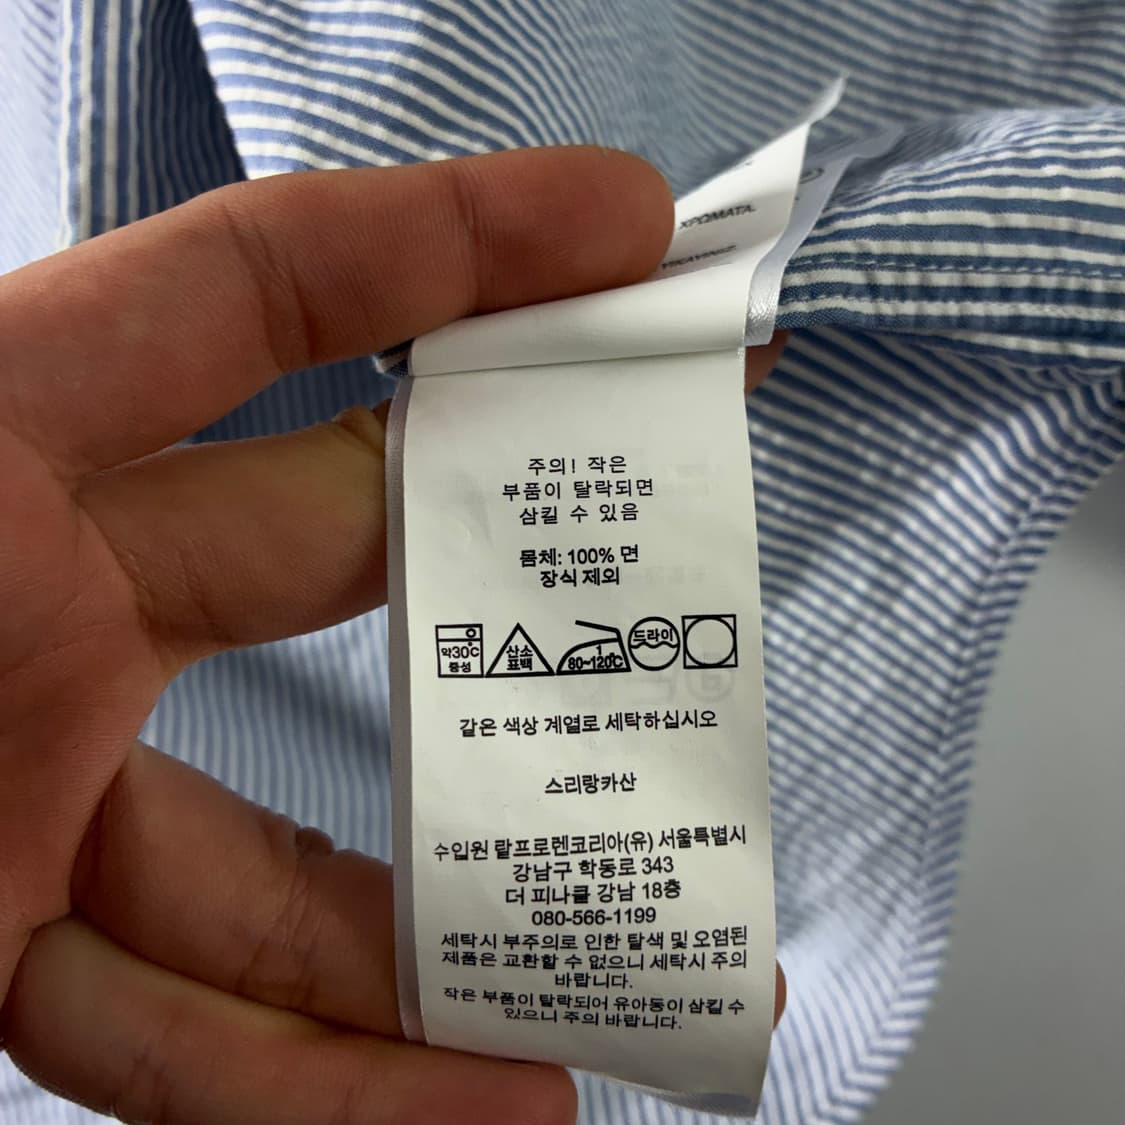 ΧΡΩΜΑΤΑ.
YIKAYINIZ.
주의! 작은
부품이 탈락되면
삼킬 수 있음
몸체: 100% 면
장식 제외
약30℃
중성
산소
표백
1
80~120℃
드라이
같은 색상 계열로 세탁하십시오
스리랑카산
수입원 랄프로렌코리아(유) 서울특별시
강남구 학동로 343
더 피나클 강남 18층
080-566-1199
세탁시 부주의로 인한 탈색 및 오염된
제품은 교환할 수 없으니 세탁시 주의
바랍니다.
작은 부품이 탈락되어 유아동이 삼킬 수
있으니 주의 바랍니다.